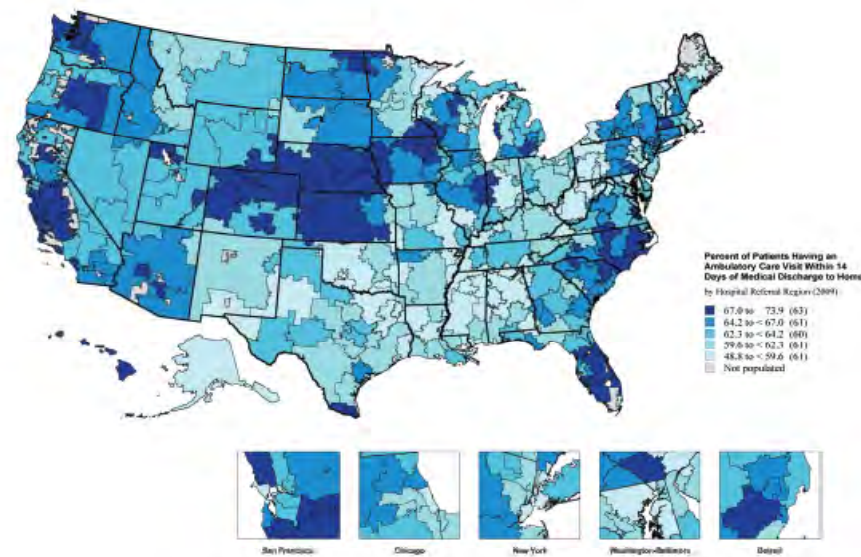 Percent of Patients Having an
Ambulatory Care Visit Within 14
Days of Medical Discharge to Home
by Hospital Referral Region (2009)
67.0 to 73.9 (63)
64.2 to < 67.0 (61)
62.3 to < 64.2 (60)
59.6 to < 62.3 (61)
48.8 to < 59.6 (61)
Not populated
San Francisco
Chicago
New York
Washington-Baltimore
Detroit